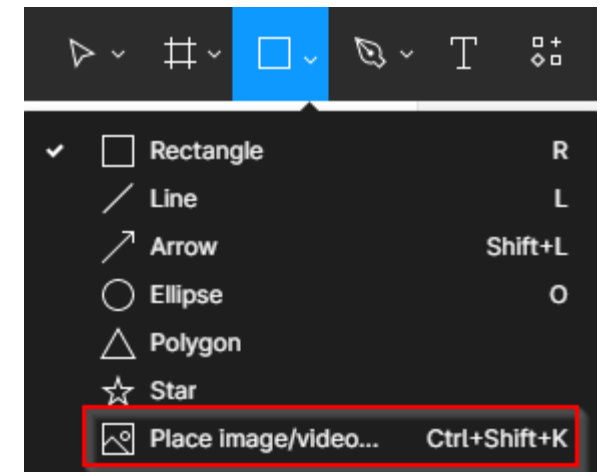 Rectangle R
Line L
Arrow Shift+L
Ellipse O
Polygon
Star
Place image/video... Ctrl+Shift+K